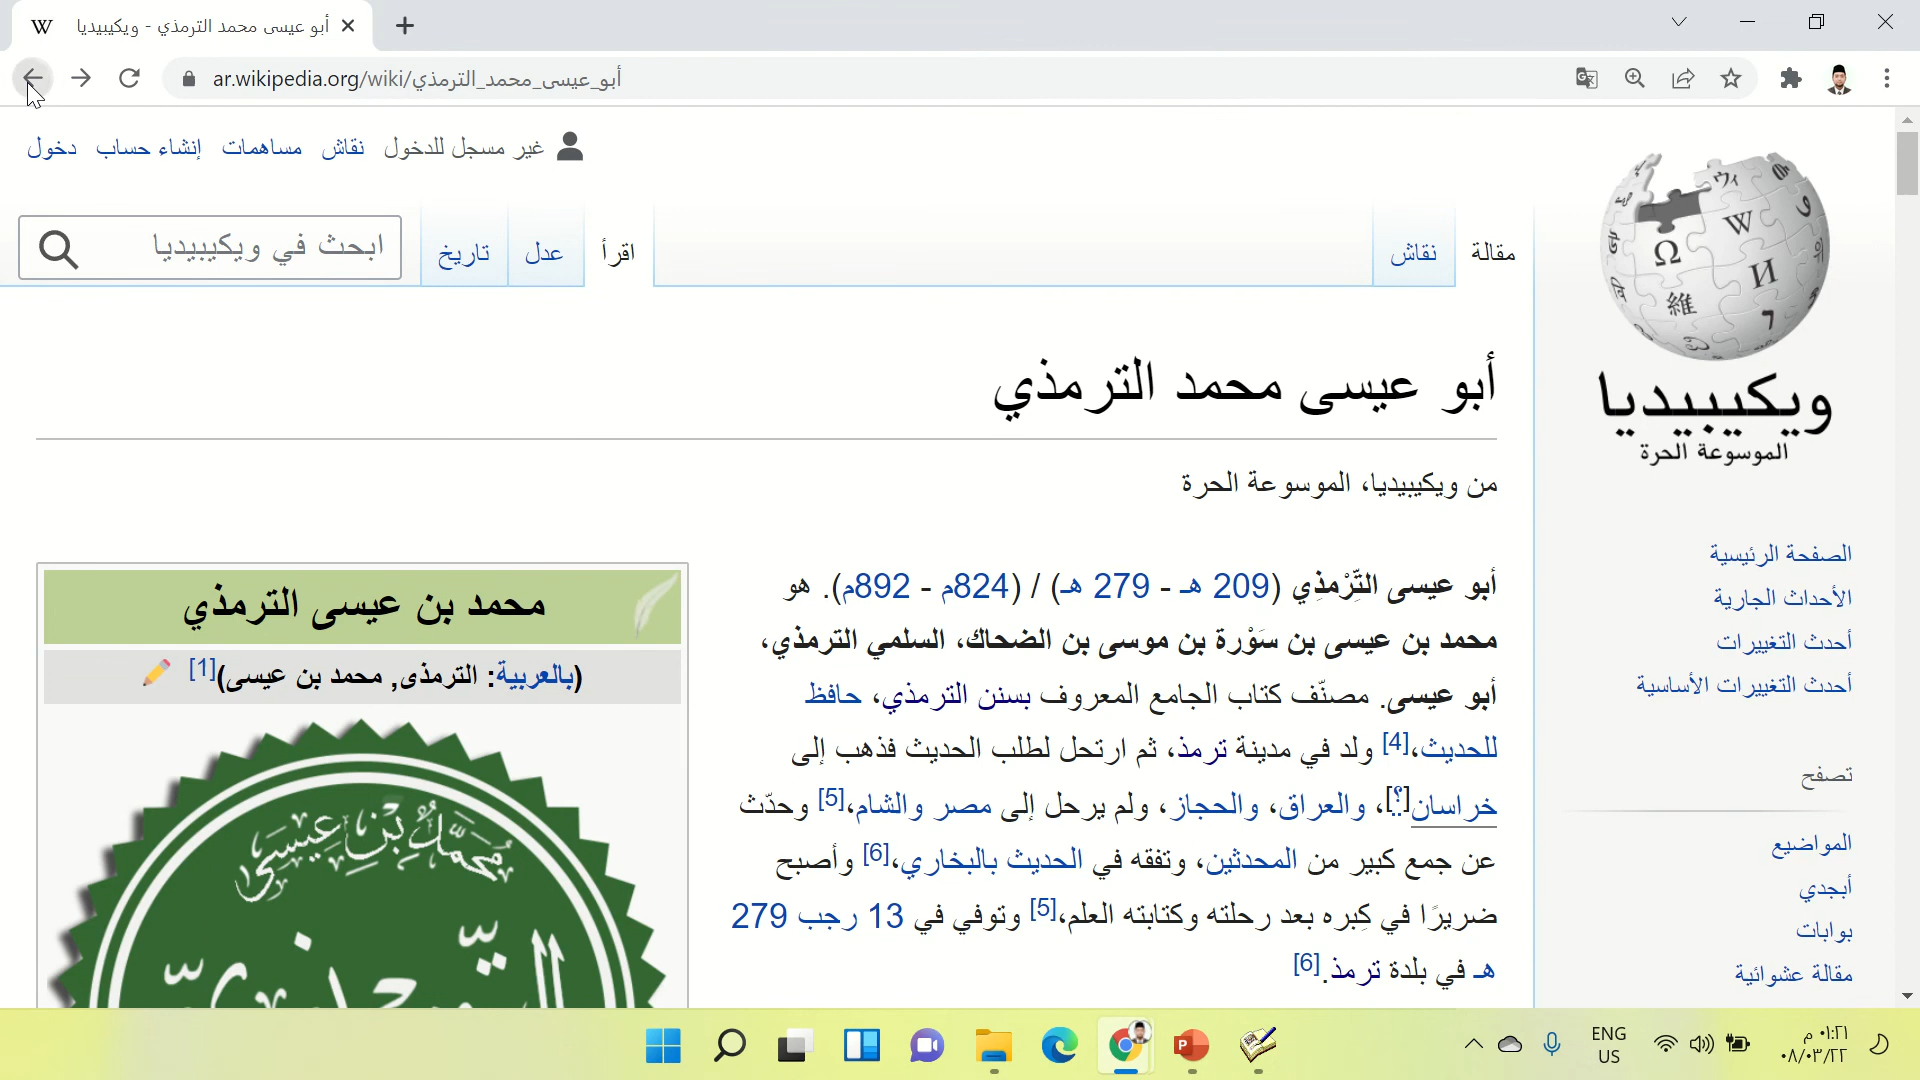 أبو عيسى محمد الترمذي - ويكيبيديا
ar.wikipedia.org/wiki/أبو_عيسى_محمد_الترمذي
غير مسجل للدخول نقاش مساهمات إنشاء حساب دخول
مقالة نقاش اقرأ عدل تاريخ ابحث في ويكيبيديا
ويكيبيديا
الموسوعة الحرة
أبو عيسى محمد الترمذي
من ويكيبيديا، الموسوعة الحرة
أبو عيسى التِّرْمذِي (209 هـ - 279 هـ) / (824م - 892م). هو
محمد بن عيسى بن سَوْرة بن موسى بن الضحاك، السلمي الترمذي،
أبو عيسى. مصنّف كتاب الجامع المعروف بسنن الترمذي، حافظ
للحديث،[4] ولد في مدينة ترمذ، ثم ارتحل لطلب الحديث فذهب إلى
خراسان[؟]، والعراق، والحجاز، ولم يرحل إلى مصر والشام،[5] وحدّث
عن جمع كبير من المحدثين، وتفقه في الحديث بالبخاري،[6] وأصبح
ضريرًا في كِبره بعد رحلته وكتابته العلم،[5] وتوفي في 13 رجب 279
هـ في بلدة ترمذ.[6]
محمد بن عيسى الترمذي
(بالعربية: الترمذى, محمد بن عيسى)[1]
محمد بن عيسى
الصفحة الرئيسية
الأحداث الجارية
أحدث التغييرات
أحدث التغييرات الأساسية
تصفح
المواضيع
أبجدي
بوابات
مقالة عشوائية
ENG
US
٠١:٢١ م
٠٨/٠٣/٢٢